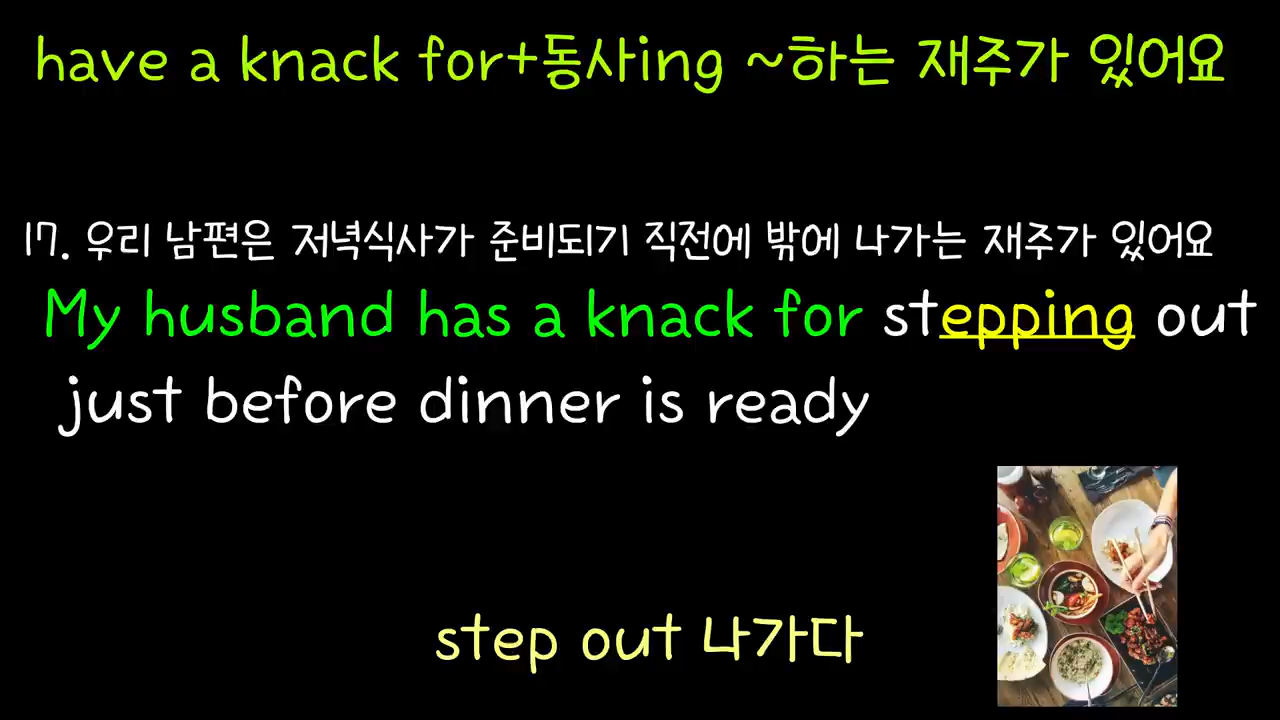 have a knack for+동사ing ~하는 재주가 있어요
17. 우리 남편은 저녁식사가 준비되기 직전에 밖에 나가는 재주가 있어요
My husband has a knack for stepping out
just before dinner is ready
step out 나가다